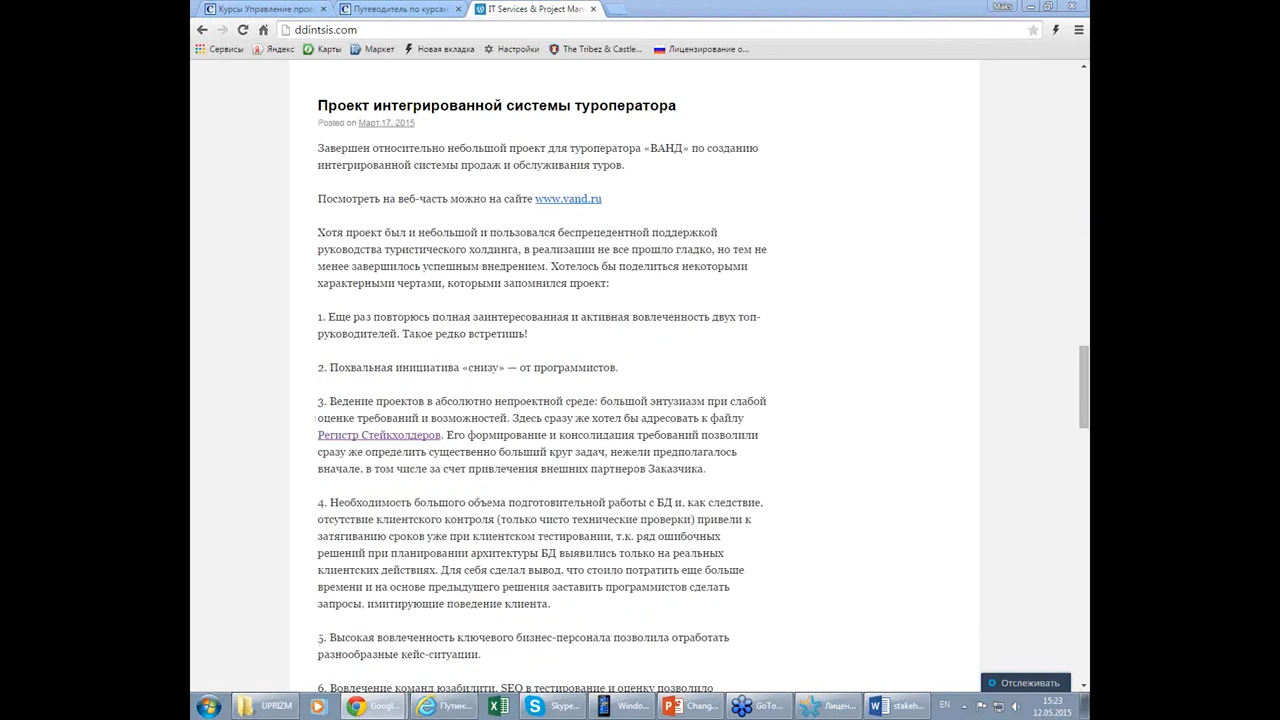 Курсы Управление прое
Путеводитель по курсам
IT Services & Project Man
Maks
ddintsis.com
Сервисы
Яндекс
Карты
Маркет
Новая вкладка
Настройки
The Tribez & Castle...
Лицензирование о...
Проект интегрированной системы туроператора
Posted on Март 17, 2015
Завершен относительно небольшой проект для туроператора «ВАНД» по созданию
интегрированной системы продаж и обслуживания туров.
Посмотреть на веб-часть можно на сайте www.vand.ru
Хотя проект был и небольшой и пользовался беспрецедентной поддержкой
руководства туристического холдинга, в реализации не все прошло гладко, но тем не
менее завершилось успешным внедрением. Хотелось бы поделиться некоторыми
характерными чертами, которыми запомнился проект:
1. Еще раз повторюсь полная заинтересованная и активная вовлеченность двух топ-
руководителей. Такое редко встретишь!
2. Похвальная инициатива «снизу» — от программистов.
3. Ведение проектов в абсолютно непроектной среде: большой энтузиазм при слабой
оценке требований и возможностей. Здесь сразу же хотел бы адресовать к файлу
Регистр Стейкхолдеров. Его формирование и консолидация требований позволили
сразу же определить существенно больший круг задач, нежели предполагалось
вначале, в том числе за счет привлечения внешних партнеров Заказчика.
4. Необходимость большого объема подготовительной работы с БД и, как следствие,
отсутствие клиентского контроля (только чисто технические проверки) привели к
затягиванию сроков уже при клиентском тестировании, т.к. ряд ошибочных
решений при планировании архитектуры БД выявились только на реальных
клиентских действиях. Для себя сделал вывод, что стоило потратить еще больше
времени и на основе предыдущего решения заставить программистов сделать
запросы, имитирующие поведение клиента.
5. Высокая вовлеченность ключевого бизнес-персонала позволила отработать
разнообразные кейс-ситуации.
6. Вовлечение команд юзабилити, SEO в тестирование и оценку позволило
Отслеживать
UPRIZM
Googl...
Путин...
Skype...
Windo...
Chang...
GoTo...
Лицен...
stakeh...
EN
15:23
12.05.2015